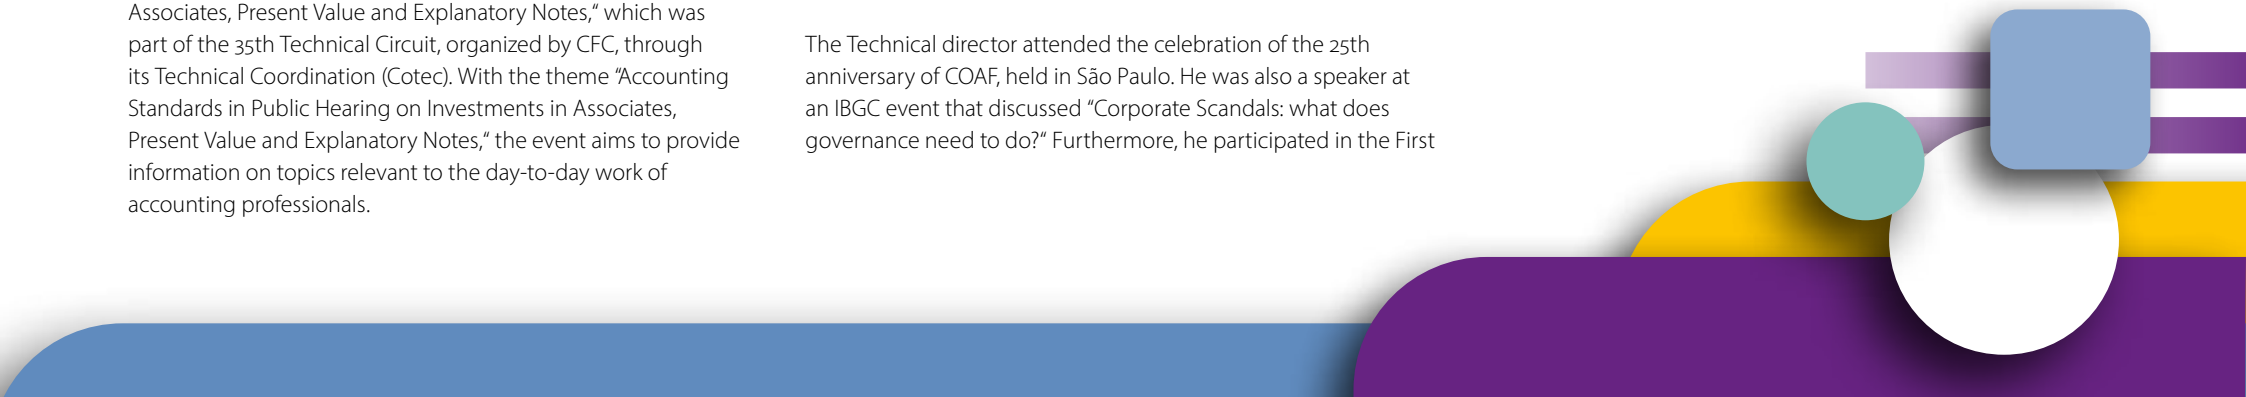 Associates, Present Value and Explanatory Notes,“ which was
part of the 35th Technical Circuit, organized by CFC, through
its Technical Coordination (Cotec). With the theme “Accounting
Standards in Public Hearing on Investments in Associates,
Present Value and Explanatory Notes,“ the event aims to provide
information on topics relevant to the day-to-day work of
accounting professionals.
The Technical director attended the celebration of the 25th
anniversary of COAF, held in São Paulo. He was also a speaker at
an IBGC event that discussed “Corporate Scandals: what does
governance need to do?“ Furthermore, he participated in the First